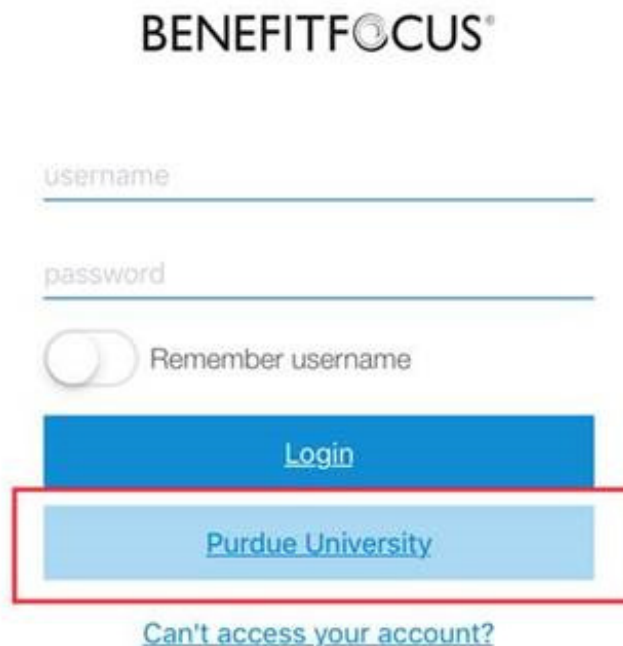 BENEFITFOCUS®
username
password
Remember username
Login
Purdue University
Can't access your account?